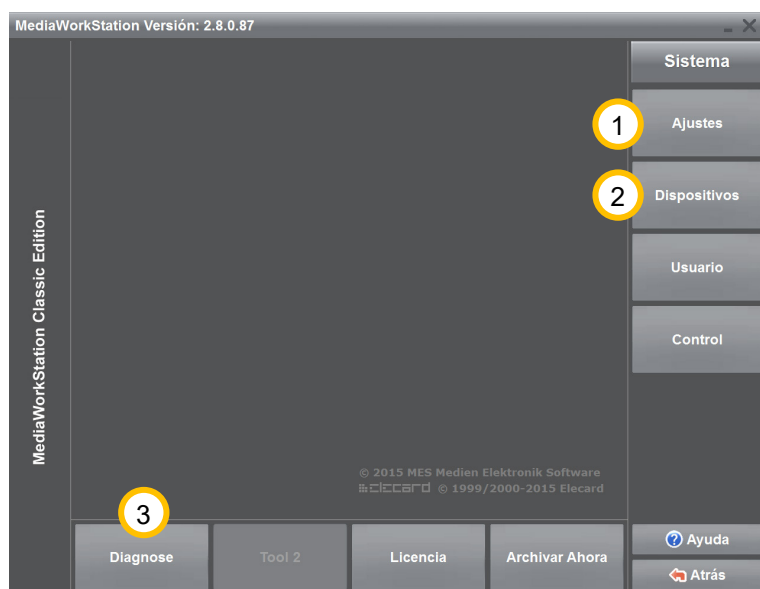 MediaWorkStation Versión: 2.8.0.87
Sistema
1
Ajustes
2
Dispositivos
Usuario
Control
MediaWorkStation Classic Edition
© 2015 MES Medien Elektronik Software
elecard © 1999/2000-2015 Elecard
3
Diagnose
Tool 2
Licencia
Archivar Ahora
Ayuda
Atrás